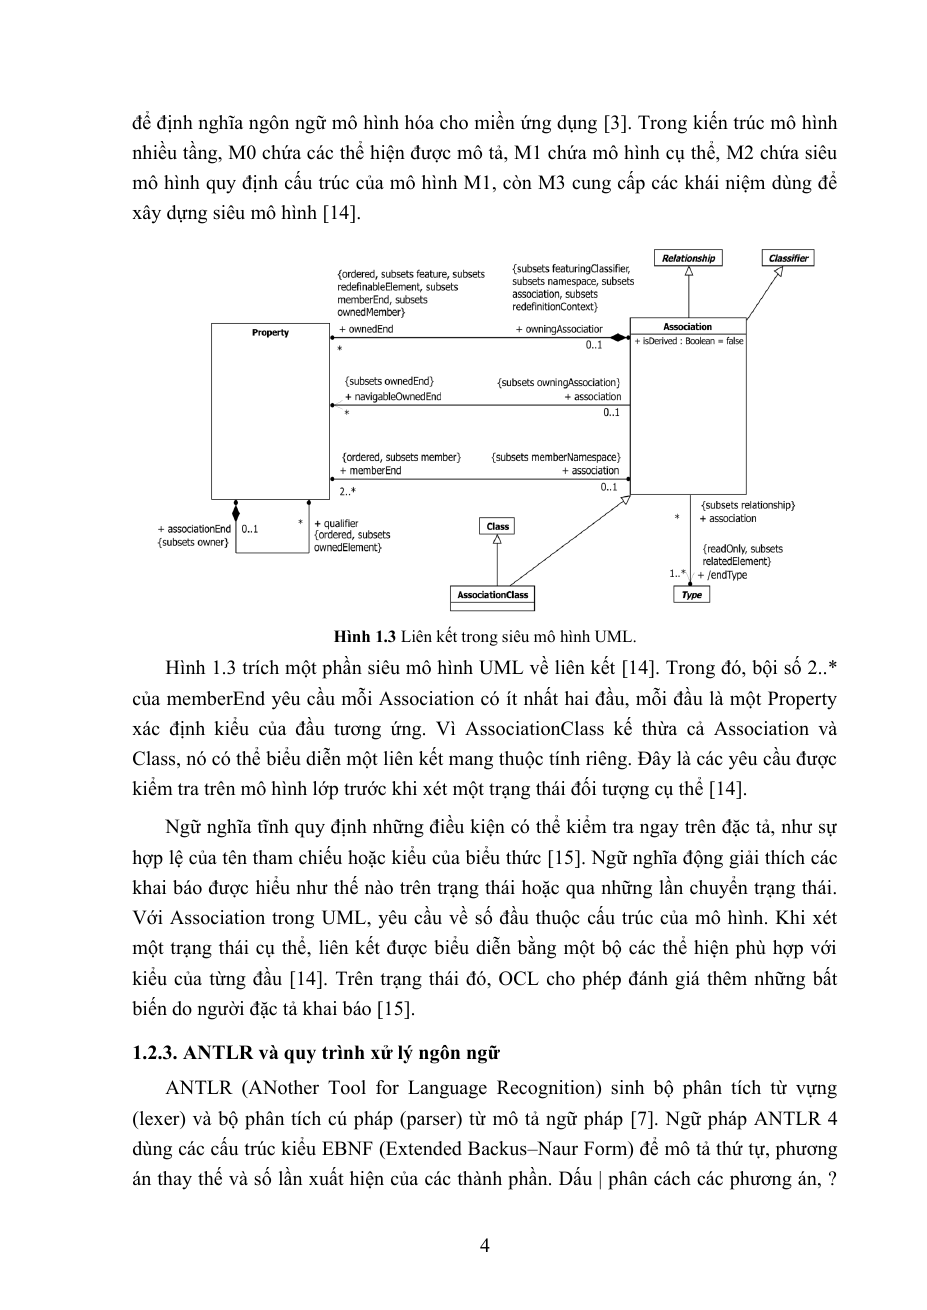 để định nghĩa ngôn ngữ mô hình hóa cho miền ứng dụng [3]. Trong kiến trúc mô hình
nhiều tầng, M0 chứa các thể hiện được mô tả, M1 chứa mô hình cụ thể, M2 chứa siêu
mô hình quy định cấu trúc của mô hình M1, còn M3 cung cấp các khái niệm dùng để
xây dựng siêu mô hình [14].
Relationship
Classifier
{ordered, subsets feature, subsets
redefinableElement, subsets
memberEnd, subsets
ownedMember}
{subsets featuringClassifier,
subsets namespace, subsets
association, subsets
redefinitionContext}
Property
+ ownedEnd
*
+ owningAssociation
0..1
Association
+ isDerived : Boolean = false
{subsets ownedEnd}
+ navigableOwnedEnd
*
{subsets owningAssociation}
+ association
0..1
{ordered, subsets member}
+ memberEnd
2..*
{subsets memberNamespace}
+ association
0..1
+ associationEnd
{subsets owner}
0..1
*
+ qualifier
{ordered, subsets
ownedElement}
Class
AssociationClass
{subsets relationship}
+ association
*
{readOnly, subsets
relatedElement}
+ /endType
1..*
Type
Hình 1.3 Liên kết trong siêu mô hình UML.
Hình 1.3 trích một phần siêu mô hình UML về liên kết [14]. Trong đó, bội số 2..*
của memberEnd yêu cầu mỗi Association có ít nhất hai đầu, mỗi đầu là một Property
xác định kiểu của đầu tương ứng. Vì AssociationClass kế thừa cả Association và
Class, nó có thể biểu diễn một liên kết mang thuộc tính riêng. Đây là các yêu cầu được
kiểm tra trên mô hình lớp trước khi xét một trạng thái đối tượng cụ thể [14].
Ngữ nghĩa tĩnh quy định những điều kiện có thể kiểm tra ngay trên đặc tả, như sự
hợp lệ của tên tham chiếu hoặc kiểu của biểu thức [15]. Ngữ nghĩa động giải thích các
khai báo được hiểu như thế nào trên trạng thái hoặc qua những lần chuyển trạng thái.
Với Association trong UML, yêu cầu về số đầu thuộc cấu trúc của mô hình. Khi xét
một trạng thái cụ thể, liên kết được biểu diễn bằng một bộ các thể hiện phù hợp với
kiểu của từng đầu [14]. Trên trạng thái đó, OCL cho phép đánh giá thêm những bất
biến do người đặc tả khai báo [15].
1.2.3. ANTLR và quy trình xử lý ngôn ngữ
ANTLR (ANother Tool for Language Recognition) sinh bộ phân tích từ vựng
(lexer) và bộ phân tích cú pháp (parser) từ mô tả ngữ pháp [7]. Ngữ pháp ANTLR 4
dùng các cấu trúc kiểu EBNF (Extended Backus–Naur Form) để mô tả thứ tự, phương
án thay thế và số lần xuất hiện của các thành phần. Dấu | phân cách các phương án, ?
4